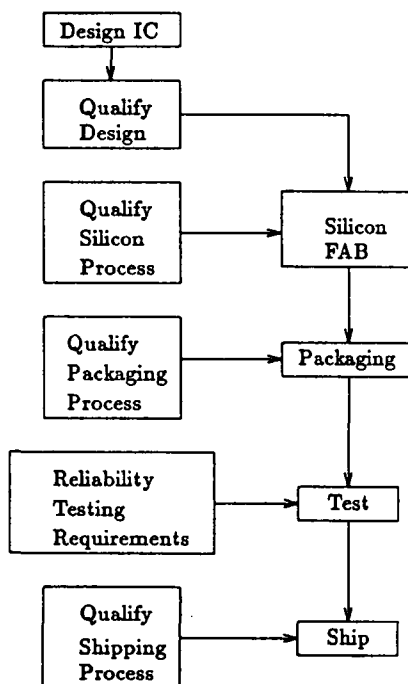 Design IC
Qualify
Design
Qualify
Silicon
Process
Silicon
FAB
Qualify
Packaging
Process
Packaging
Reliability
Testing
Requirements
Test
Qualify
Shipping
Process
Ship